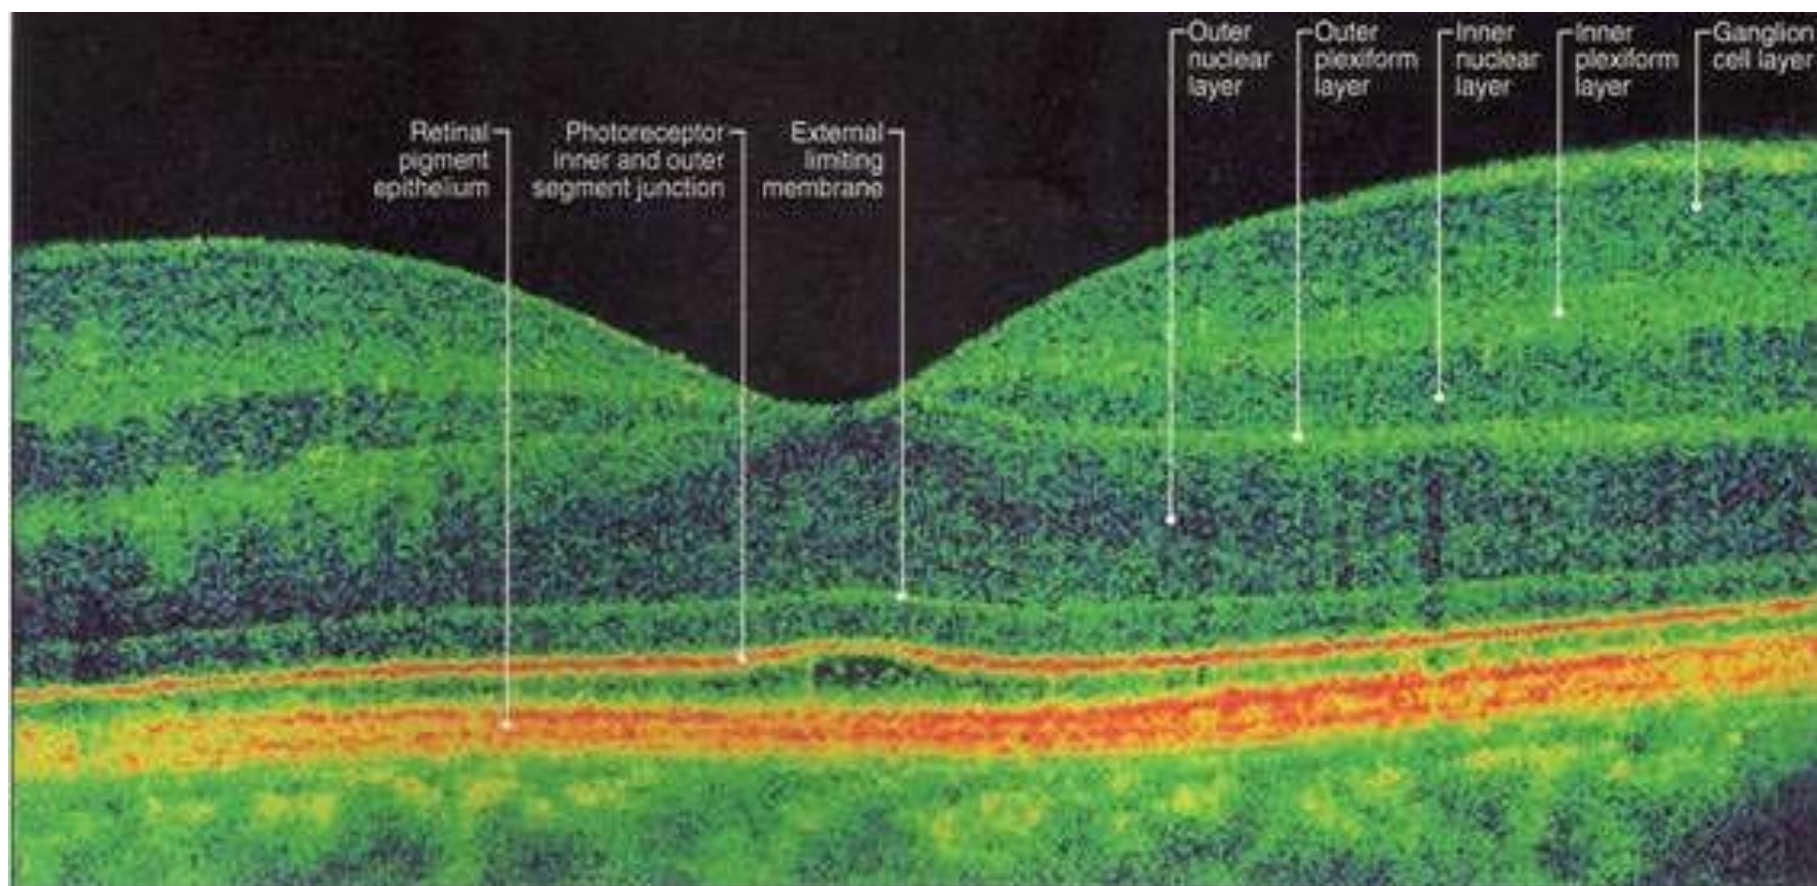 Retinal
pigment
epithelium
Photoreceptor
inner and outer
segment junction
External
limiting
membrane
Outer
nuclear
layer
Outer
plexiform
layer
Inner
nuclear
layer
Inner
plexiform
layer
Ganglion
cell layer